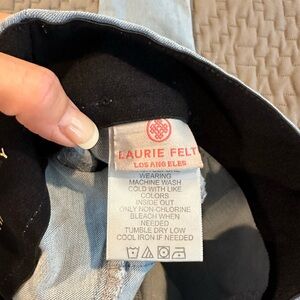 LAURIE FELT
LOS ANGELES
WEARING
MACHINE WASH
COLD WITH LIKE
COLORS
INSIDE OUT
ONLY NON-CHLORINE
BLEACH WHEN
NEEDED
TUMBLE DRY LOW
COOL IRON IF NEEDED